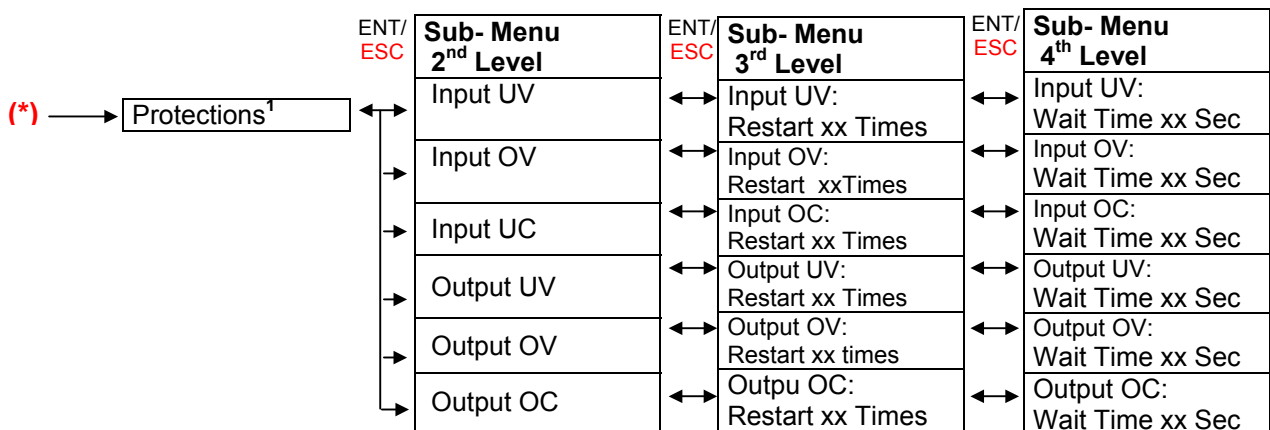 ENT/
ESC
Sub- Menu
2nd Level
ENT/
ESC
Sub- Menu
3rd Level
ENT/
ESC
Sub- Menu
4th Level
(*)
Protections1
Input UV
Input UV:
Restart xx Times
Input UV:
Wait Time xx Sec
Input OV
Input OV:
Restart xxTimes
Input OV:
Wait Time xx Sec
Input UC
Input OC:
Restart xx Times
Input OC:
Wait Time xx Sec
Output UV
Output UV:
Restart xx Times
Output UV:
Wait Time xx Sec
Output OV
Output OV:
Restart xx times
Output OV:
Wait Time xx Sec
Output OC
Outpu OC:
Restart xx Times
Output OC:
Wait Time xx Sec